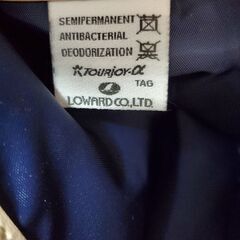 SEMIPERMANENT
ANTIBACTERIAL
DEODORIZATION
TOURJOY-α
TAG
LOWARD CO., LTD.